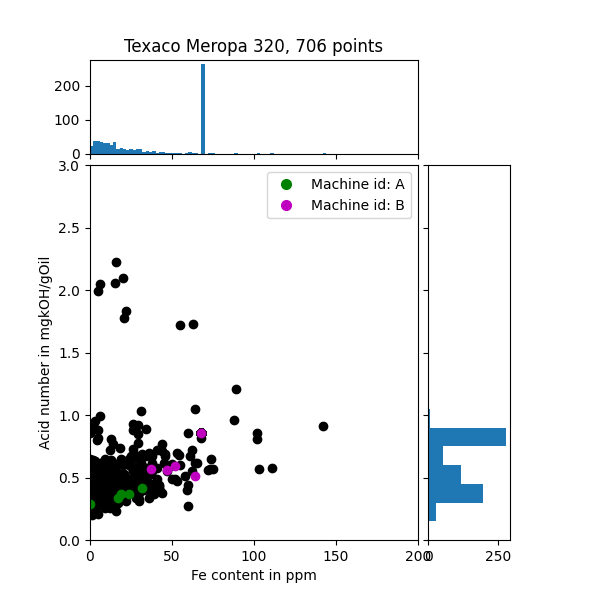 Texaco Meropa 320, 706 points
200
100
0
3.0
2.5
2.0
1.5
1.0
0.5
0.0
Acid number in mgkOH/gOil
Machine id: A
Machine id: B
0 50 100 150 200
0 250
Fe content in ppm